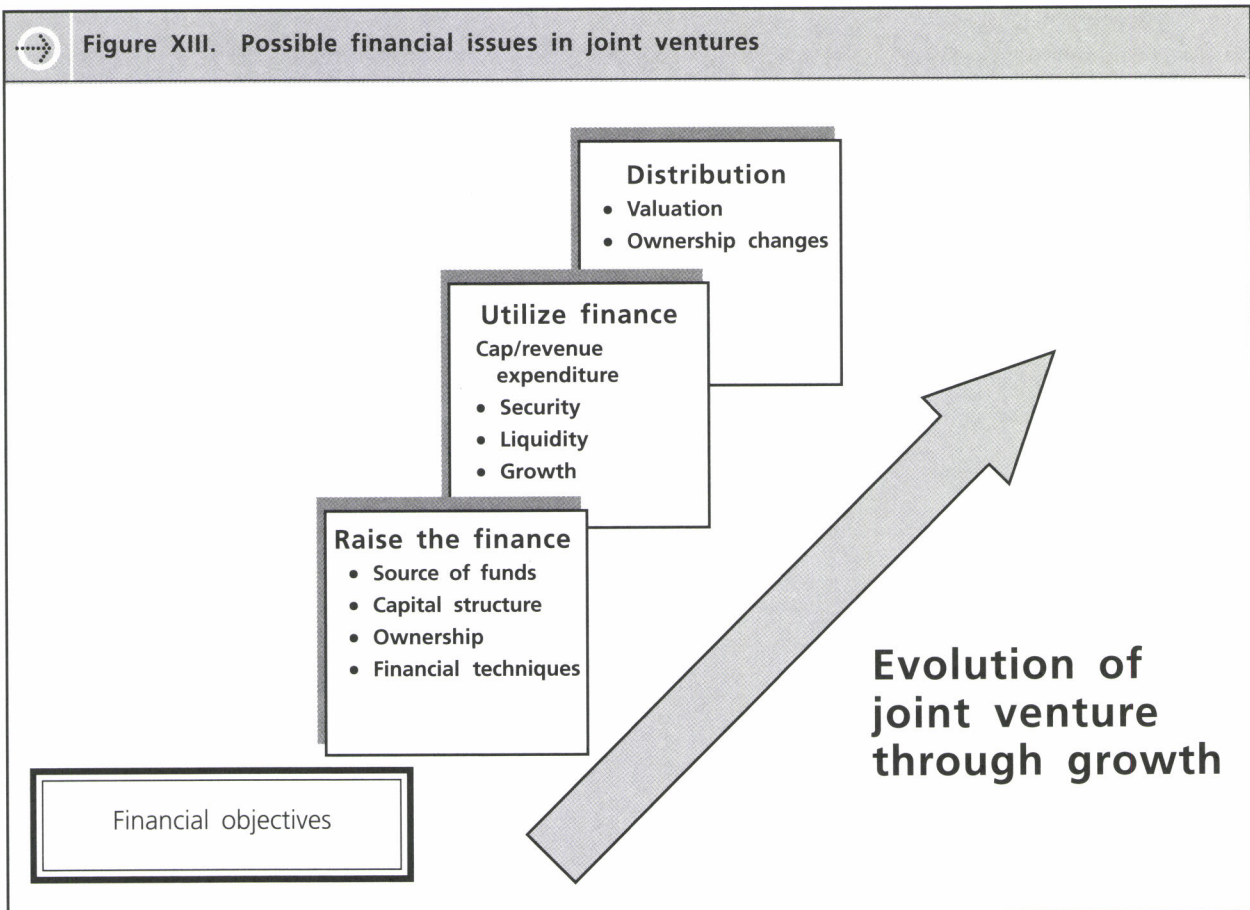 Figure XIII. Possible financial issues in joint ventures
Distribution
• Valuation
• Ownership changes
Utilize finance
Cap/revenue
expenditure
• Security
• Liquidity
• Growth
Raise the finance
• Source of funds
• Capital structure
• Ownership
• Financial techniques
Evolution of
joint venture
through growth
Financial objectives